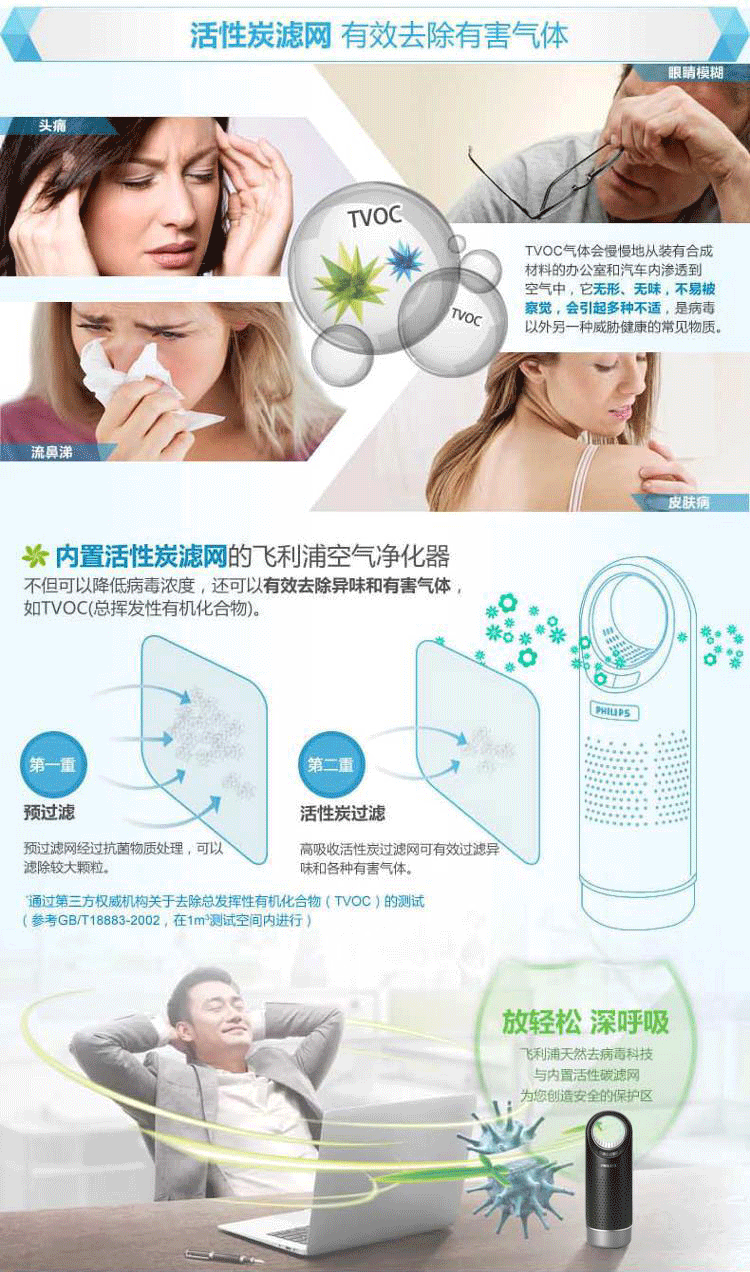 活性炭滤网 有效去除有害气体
眼睛模糊
头痛
TVOC
TVOC
TVOC气体会慢慢地从装有合成
材料的办公室和汽车内渗透到
空气中，它无形、无味，不易被
察觉，会引起多种不适，是病毒
以外另一种威胁健康的常见物质。
流鼻涕
皮肤病
内置活性炭滤网的飞利浦空气净化器
不但可以降低病毒浓度，还可以有效去除异味和有害气体，
如TVOC(总挥发性有机化合物)。
PHILIPS
第一重
预过滤
预过滤网经过抗菌物质处理，可以
滤除较大颗粒。
第二重
活性炭过滤
高吸收活性炭过滤网可有效过滤异
味和各种有害气体。
*通过第三方权威机构关于去除总发挥性有机化合物（TVOC）的测试
（参考GB/T18883-2002，在1m³测试空间内进行）
放轻松 深呼吸
飞利浦天然去病毒科技
与内置活性碳滤网
为您创造安全的保护区